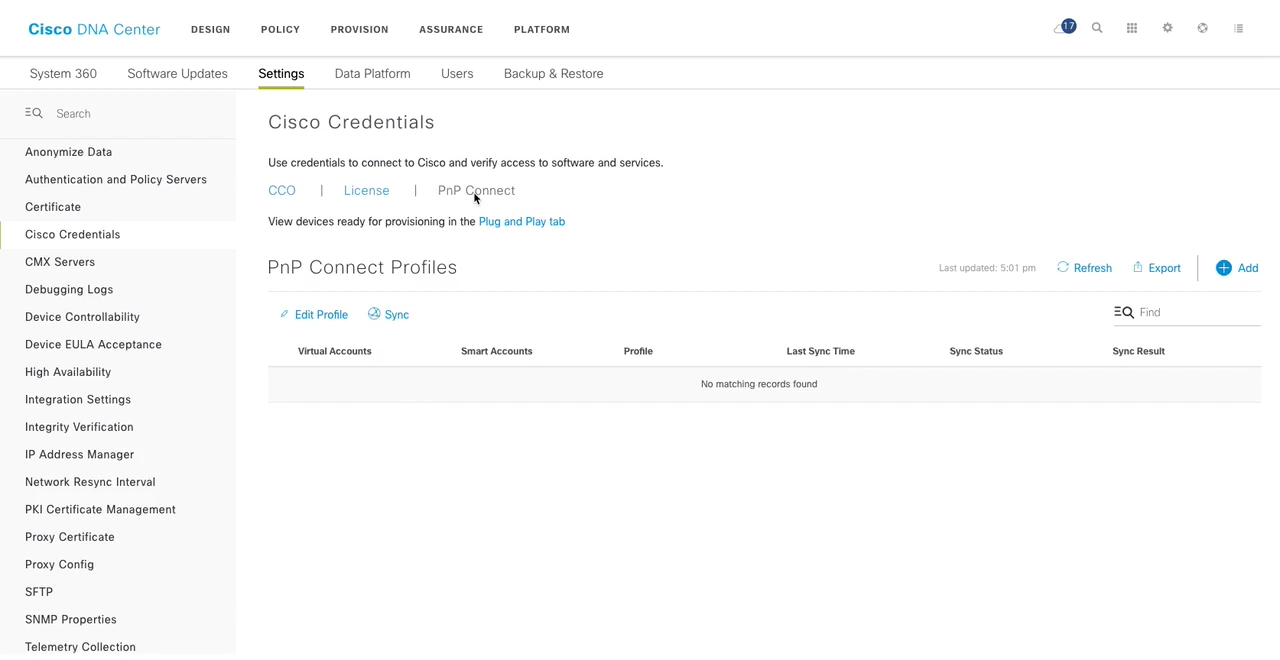 Cisco DNA Center DESIGN POLICY PROVISION ASSURANCE PLATFORM 17
System 360 Software Updates Settings Data Platform Users Backup & Restore
Search
Anonymize Data
Authentication and Policy Servers
Certificate
Cisco Credentials
CMX Servers
Debugging Logs
Device Controllability
Device EULA Acceptance
High Availability
Integration Settings
Integrity Verification
IP Address Manager
Network Resync Interval
PKI Certificate Management
Proxy Certificate
Proxy Config
SFTP
SNMP Properties
Telemetry Collection
Cisco Credentials
Use credentials to connect to Cisco and verify access to software and services.
CCO | License | PnP Connect
View devices ready for provisioning in the Plug and Play tab
PnP Connect Profiles Last updated: 5:01 pm Refresh Export Add
Edit Profile Sync Find
Virtual Accounts Smart Accounts Profile Last Sync Time Sync Status Sync Result
No matching records found